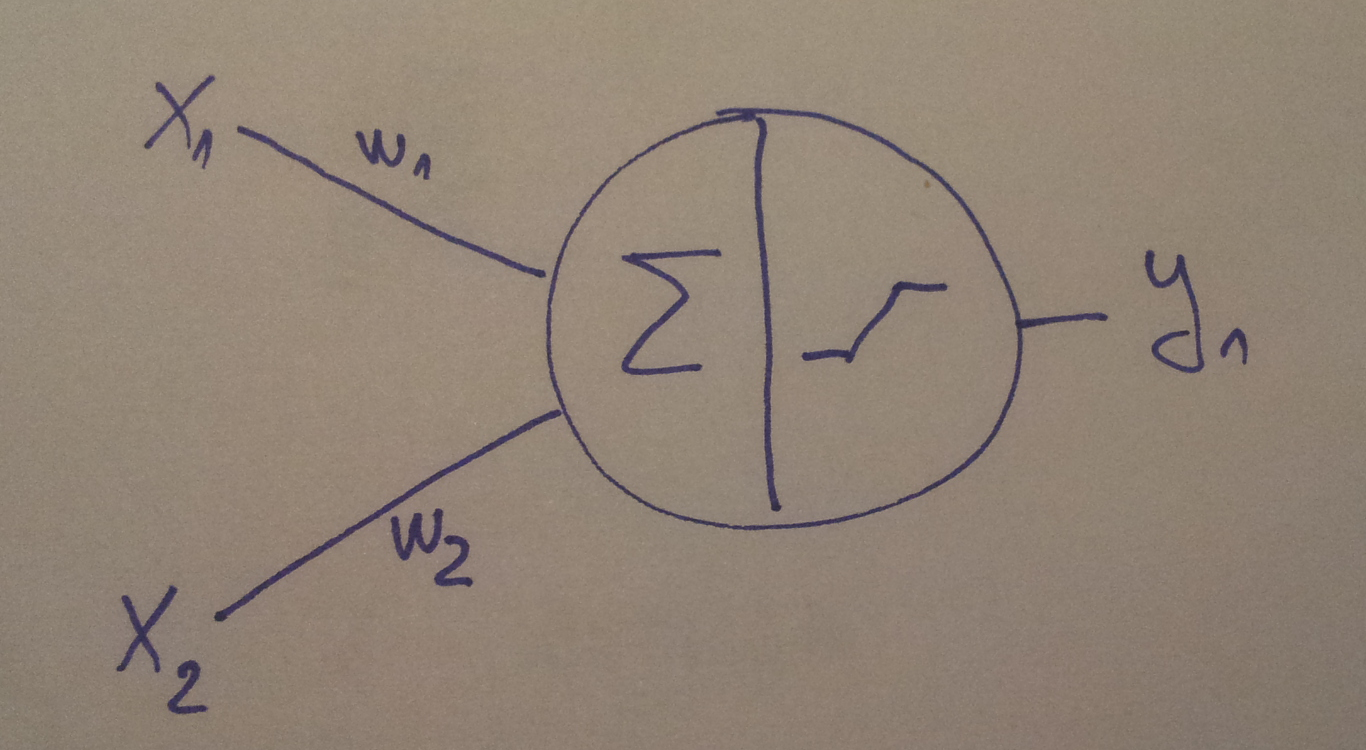 X₁
w₁
Σ
y₁
w₂
X₂